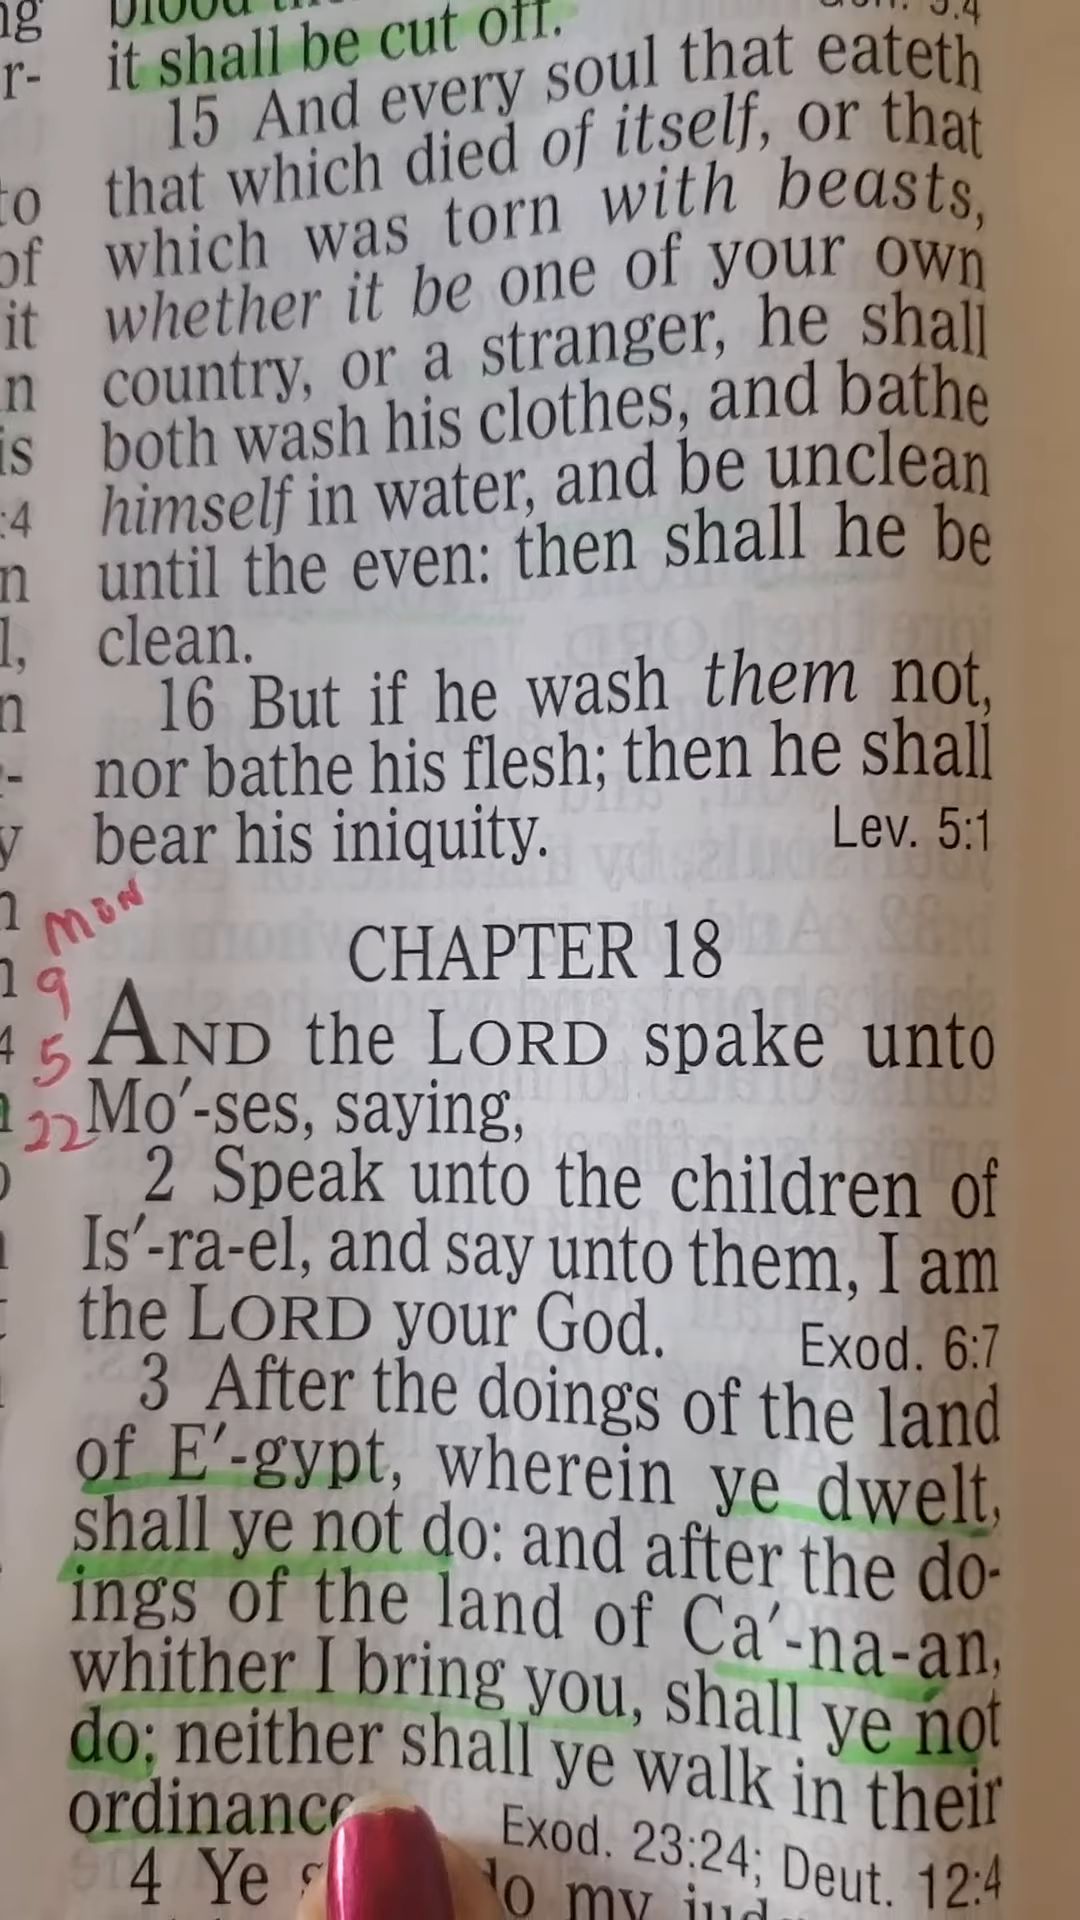 it shall be cut off.
15 And every soul that eateth
that which died of itself, or that
which was torn with beasts,
whether it be one of your own
country, or a stranger, he shall
both wash his clothes, and bathe
himself in water, and be unclean
until the even: then shall he be
clean.
16 But if he wash them not,
nor bathe his flesh; then he shall
bear his iniquity. Lev. 5:1
MON
9
5
22
CHAPTER 18
AND the LORD spake unto
Mo′-ses, saying,
2 Speak unto the children of
Is′-ra-el, and say unto them, I am
the LORD your God. Exod. 6:7
3 After the doings of the land
of E′-gypt, wherein ye dwelt,
shall ye not do: and after the do-
ings of the land of Ca′-na-an,
whither I bring you, shall ye not
do: neither shall ye walk in their
Exod. 23:24; Deut. 12:4
4 Ye my